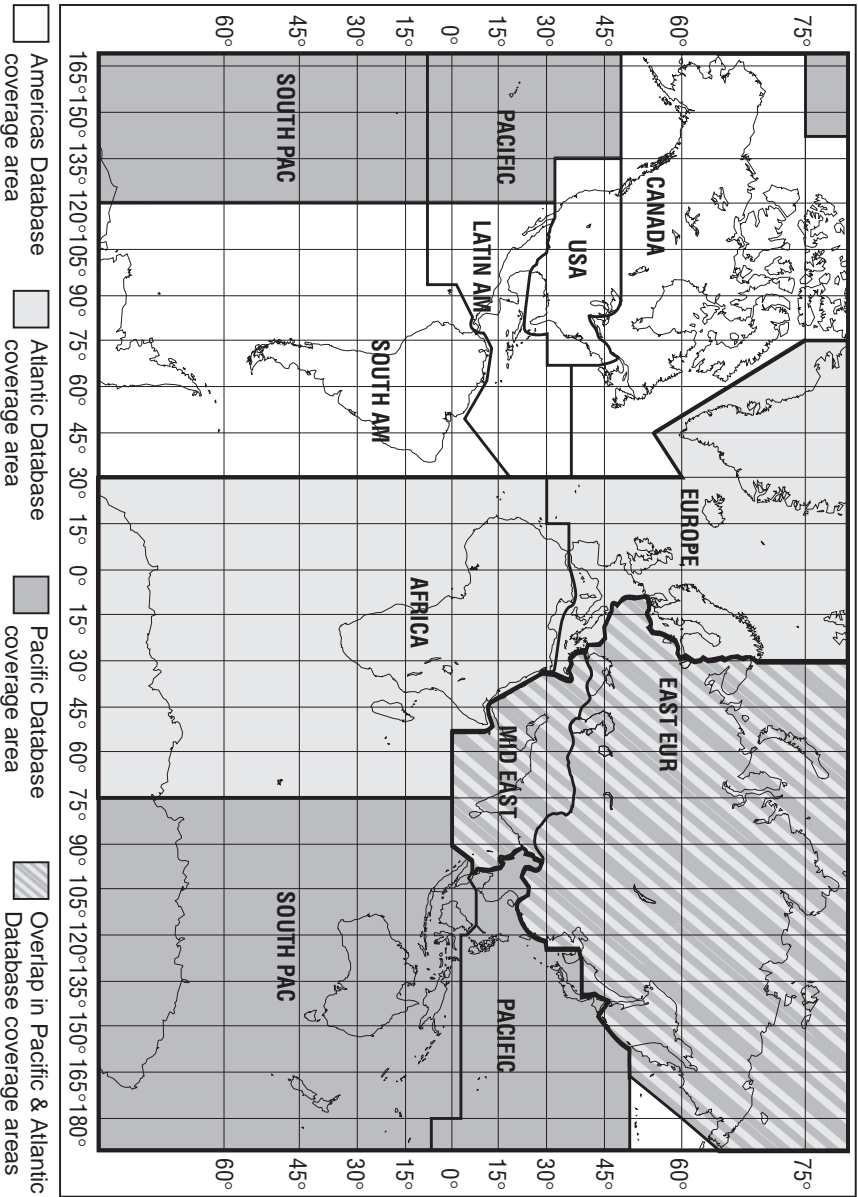 75° 75°
EUROPE
60° 60°
EAST EUR
CANADA
45° 45°
USA
30° 30°
PACIFIC MID EAST PACIFIC
15° 15°
LATIN AM
0° 0°
AFRICA
15° 15°
SOUTH AM
30° 30°
45° 45°
SOUTH PAC SOUTH PAC
60° 60°
165° 150° 135° 120° 105° 90° 75° 60° 45° 30° 15° 0° 15° 30° 45° 60° 75° 90° 105° 120° 135° 150° 165° 180°
Americas Database
coverage area
Atlantic Database
coverage area
Pacific Database
coverage area
Overlap in Pacific & Atlantic
Database coverage areas